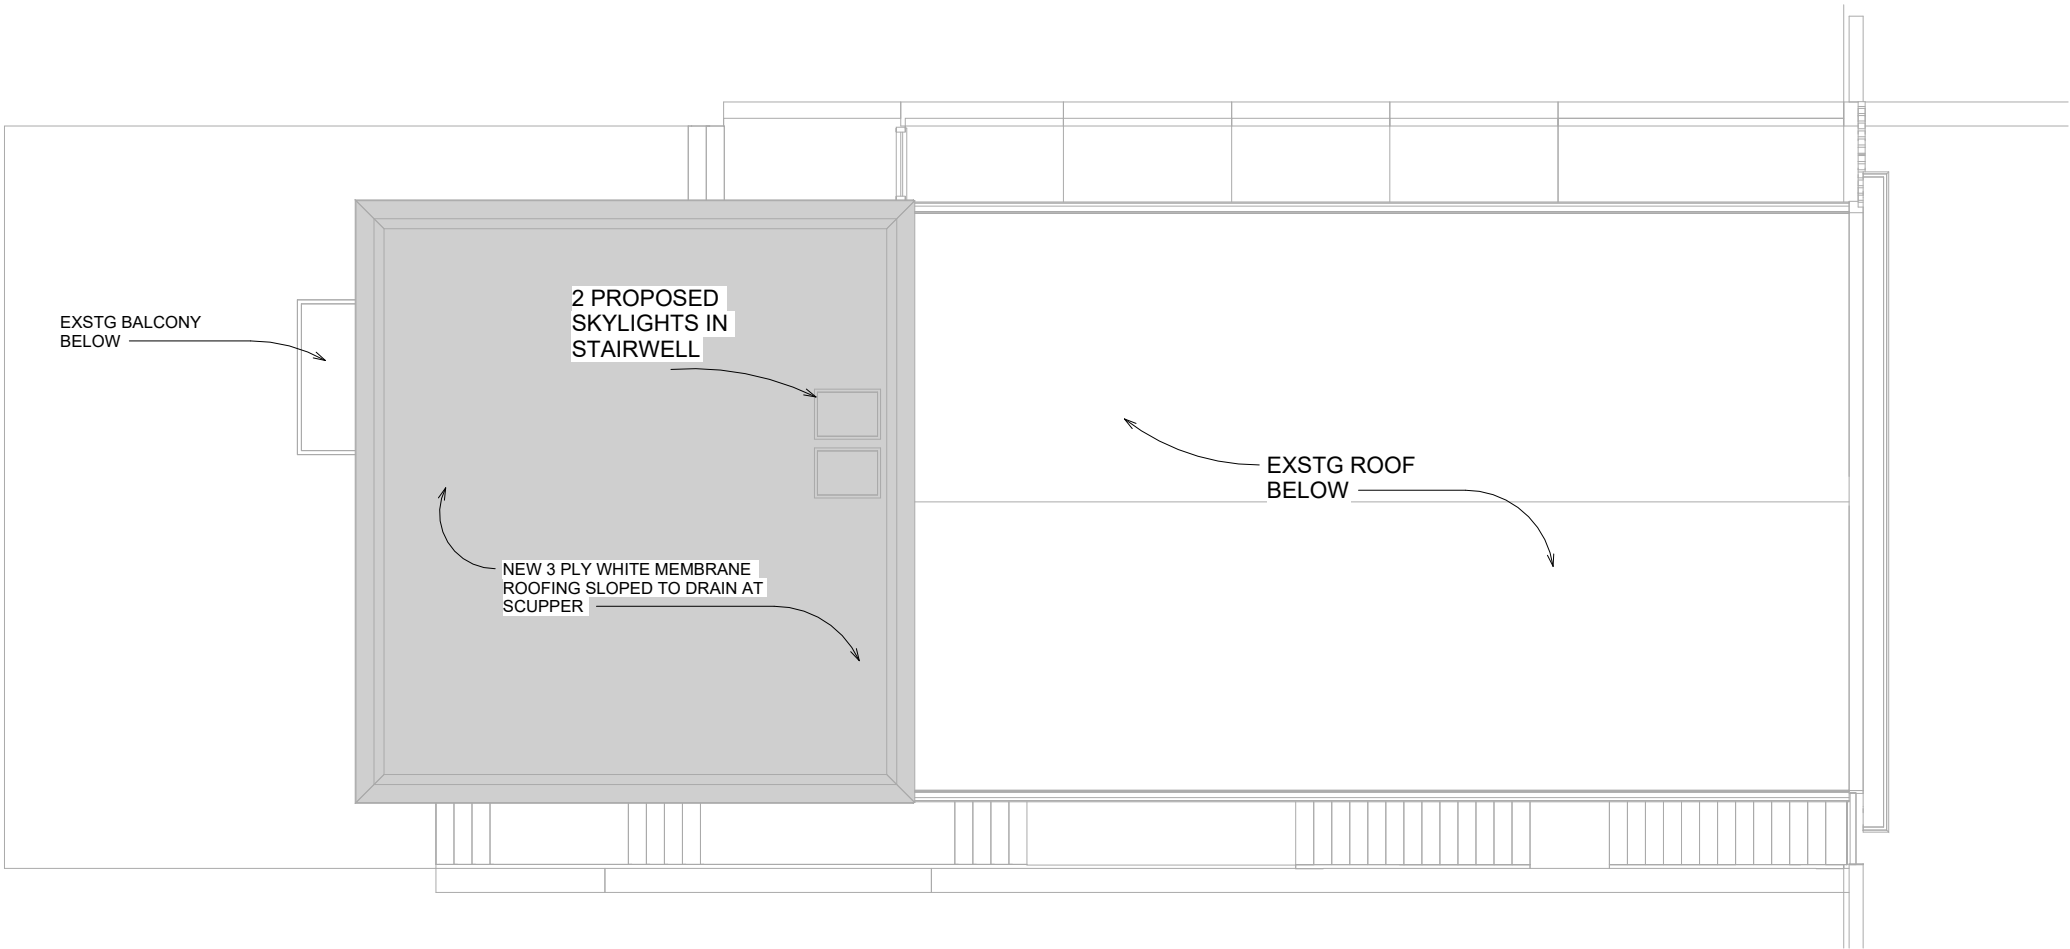 2 PROPOSED
SKYLIGHTS IN
STAIRWELL
EXSTG BALCONY
BELOW
EXSTG ROOF
BELOW
NEW 3 PLY WHITE MEMBRANE
ROOFING SLOPED TO DRAIN AT
SCUPPER